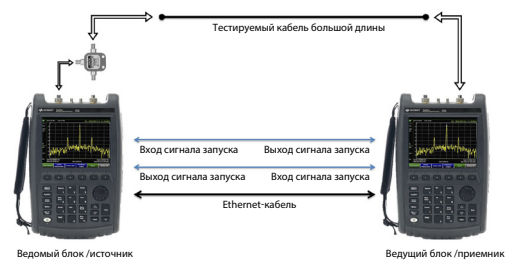 Тестируемый кабель большой длины
Вход сигнала запуска Выход сигнала запуска
Выход сигнала запуска Вход сигнала запуска
Ethernet-кабель
Ведомый блок /источник Ведущий блок /приемник